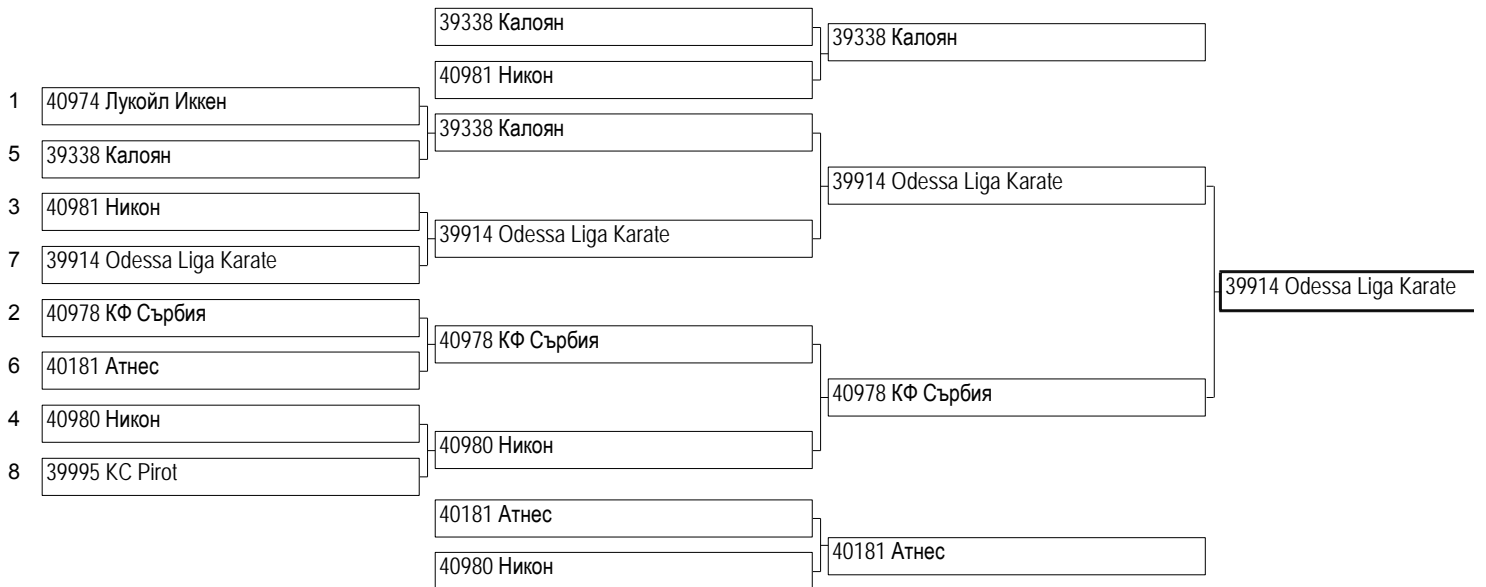 39338 Калоян
39338 Калоян
40981 Никон
1 40974 Лукойл Иккен
39338 Калоян
5 39338 Калоян
39914 Odessa Liga Karate
3 40981 Никон
39914 Odessa Liga Karate
7 39914 Odessa Liga Karate
39914 Odessa Liga Karate
2 40978 КФ Сърбия
40978 КФ Сърбия
6 40181 Атнес
40978 КФ Сърбия
4 40980 Никон
40980 Никон
8 39995 KC Pirot
40181 Атнес
40181 Атнес
40980 Никон